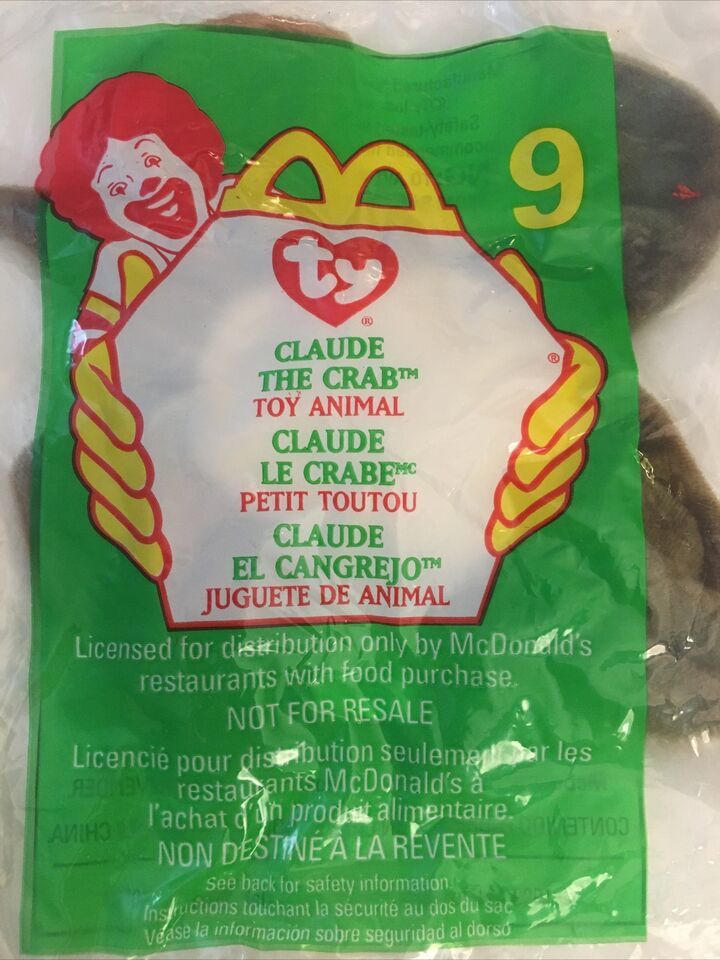 9
ty
®
®
CLAUDE
THE CRAB™
TOY ANIMAL
CLAUDE
LE CRABE MC
PETIT TOUTOU
CLAUDE
EL CANGREJO™
JUGUETE DE ANIMAL
Licensed for distribution only by McDonald's
restaurants with food purchase.
NOT FOR RESALE
Licencié pour distribution seulement par les
restaurants McDonald's à
l'achat d'un produit alimentaire.
NON DESTINÉ À LA REVENTE
See back for safety information.
Instructions touchant la sécurité au dos du sac
Véase la información sobre seguridad al dorso